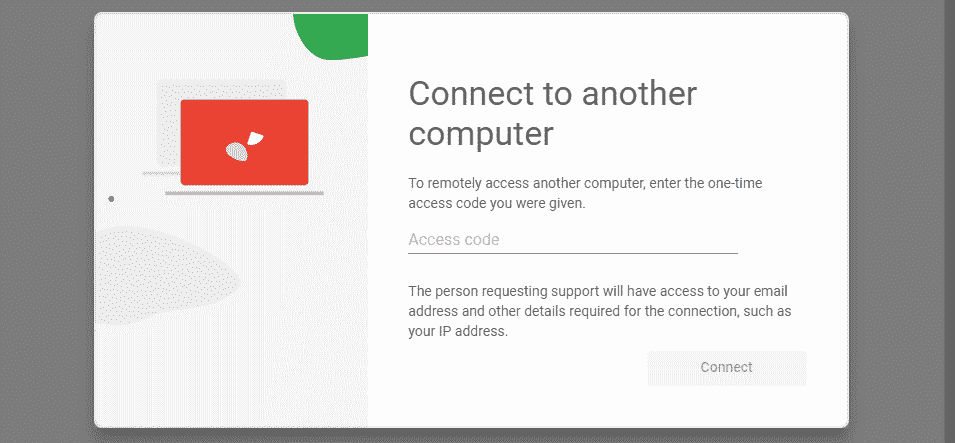 Connect to another
computer
To remotely access another computer, enter the one-time
access code you were given.
Access code
The person requesting support will have access to your email
address and other details required for the connection, such as
your IP address.
Connect